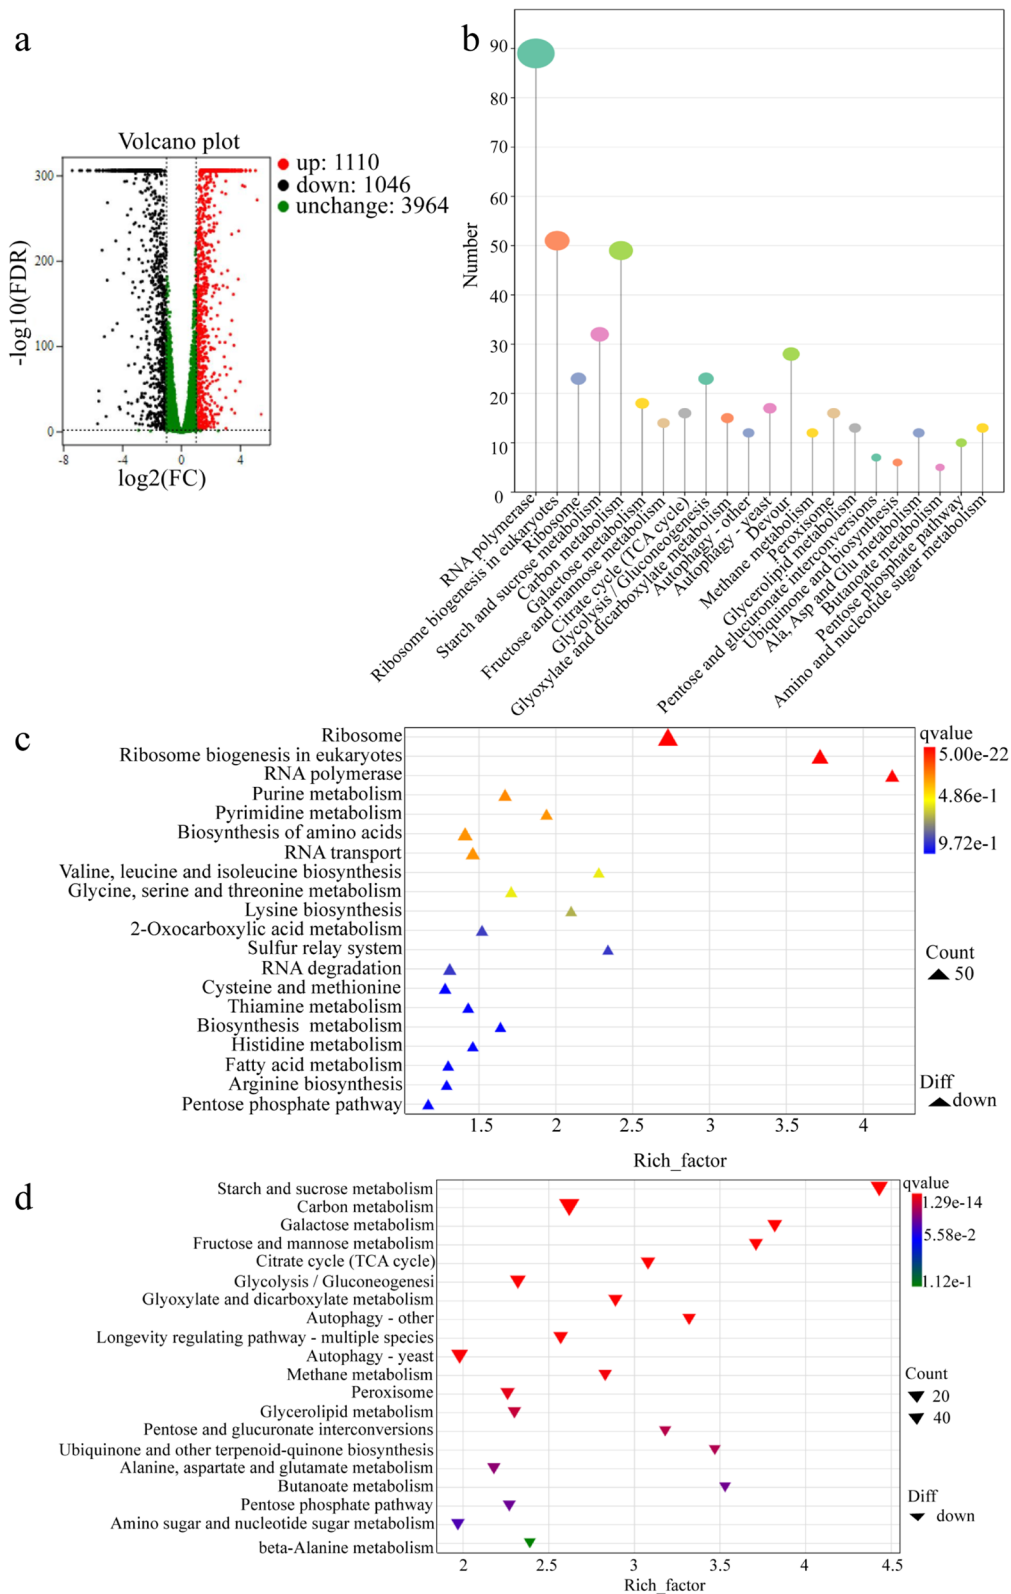 a
Volcano plot
up: 1110
down: 1046
unchange: 3964
300
200
100
0
-8
-4
0
4
-log10(FDR)
log2(FC)
b
90
80
70
60
50
40
30
20
10
0
Number
RNA polymerase
Ribosome biogenesis in eukaryotes
Ribosome
Starch and sucrose metabolism
Carbon metabolism
Galactose metabolism
Fructose and mannose metabolism
Citrate cycle (TCA cycle)
Glycolysis / Gluconeogenesis
Glyoxylate and dicarboxylate metabolism
Autophagy - other
Autophagy - yeast
Devour
Methane metabolism
Peroxisome
Glycerolipid metabolism
Pentose and glucuronate interconversions
Ubiquinone and biosynthesis
Ala, Asp and Glu metabolism
Butanoate metabolism
Pentose phosphate pathway
Amino and nucleotide sugar metabolism
c
Ribosome
Ribosome biogenesis in eukaryotes
RNA polymerase
Purine metabolism
Pyrimidine metabolism
Biosynthesis of amino acids
RNA transport
Valine, leucine and isoleucine biosynthesis
Glycine, serine and threonine metabolism
Lysine biosynthesis
2-Oxocarboxylic acid metabolism
Sulfur relay system
RNA degradation
Cysteine and methionine
Thiamine metabolism
Biosynthesis metabolism
Histidine metabolism
Fatty acid metabolism
Arginine biosynthesis
Pentose phosphate pathway
1.5
2
2.5
3
3.5
4
Rich_factor
qvalue
5.00e-22
4.86e-1
9.72e-1
Count
50
Diff
down
d
Starch and sucrose metabolism
Carbon metabolism
Galactose metabolism
Fructose and mannose metabolism
Citrate cycle (TCA cycle)
Glycolysis / Gluconeogenesi
Glyoxylate and dicarboxylate metabolism
Autophagy - other
Longevity regulating pathway - multiple species
Autophagy - yeast
Methane metabolism
Peroxisome
Glycerolipid metabolism
Pentose and glucuronate interconversions
Ubiquinone and other terpenoid-quinone biosynthesis
Alanine, aspartate and glutamate metabolism
Butanoate metabolism
Pentose phosphate pathway
Amino sugar and nucleotide sugar metabolism
beta-Alanine metabolism
2
2.5
3
3.5
4
4.5
Rich_factor
qvalue
1.29e-14
5.58e-2
1.12e-1
Count
20
40
Diff
down